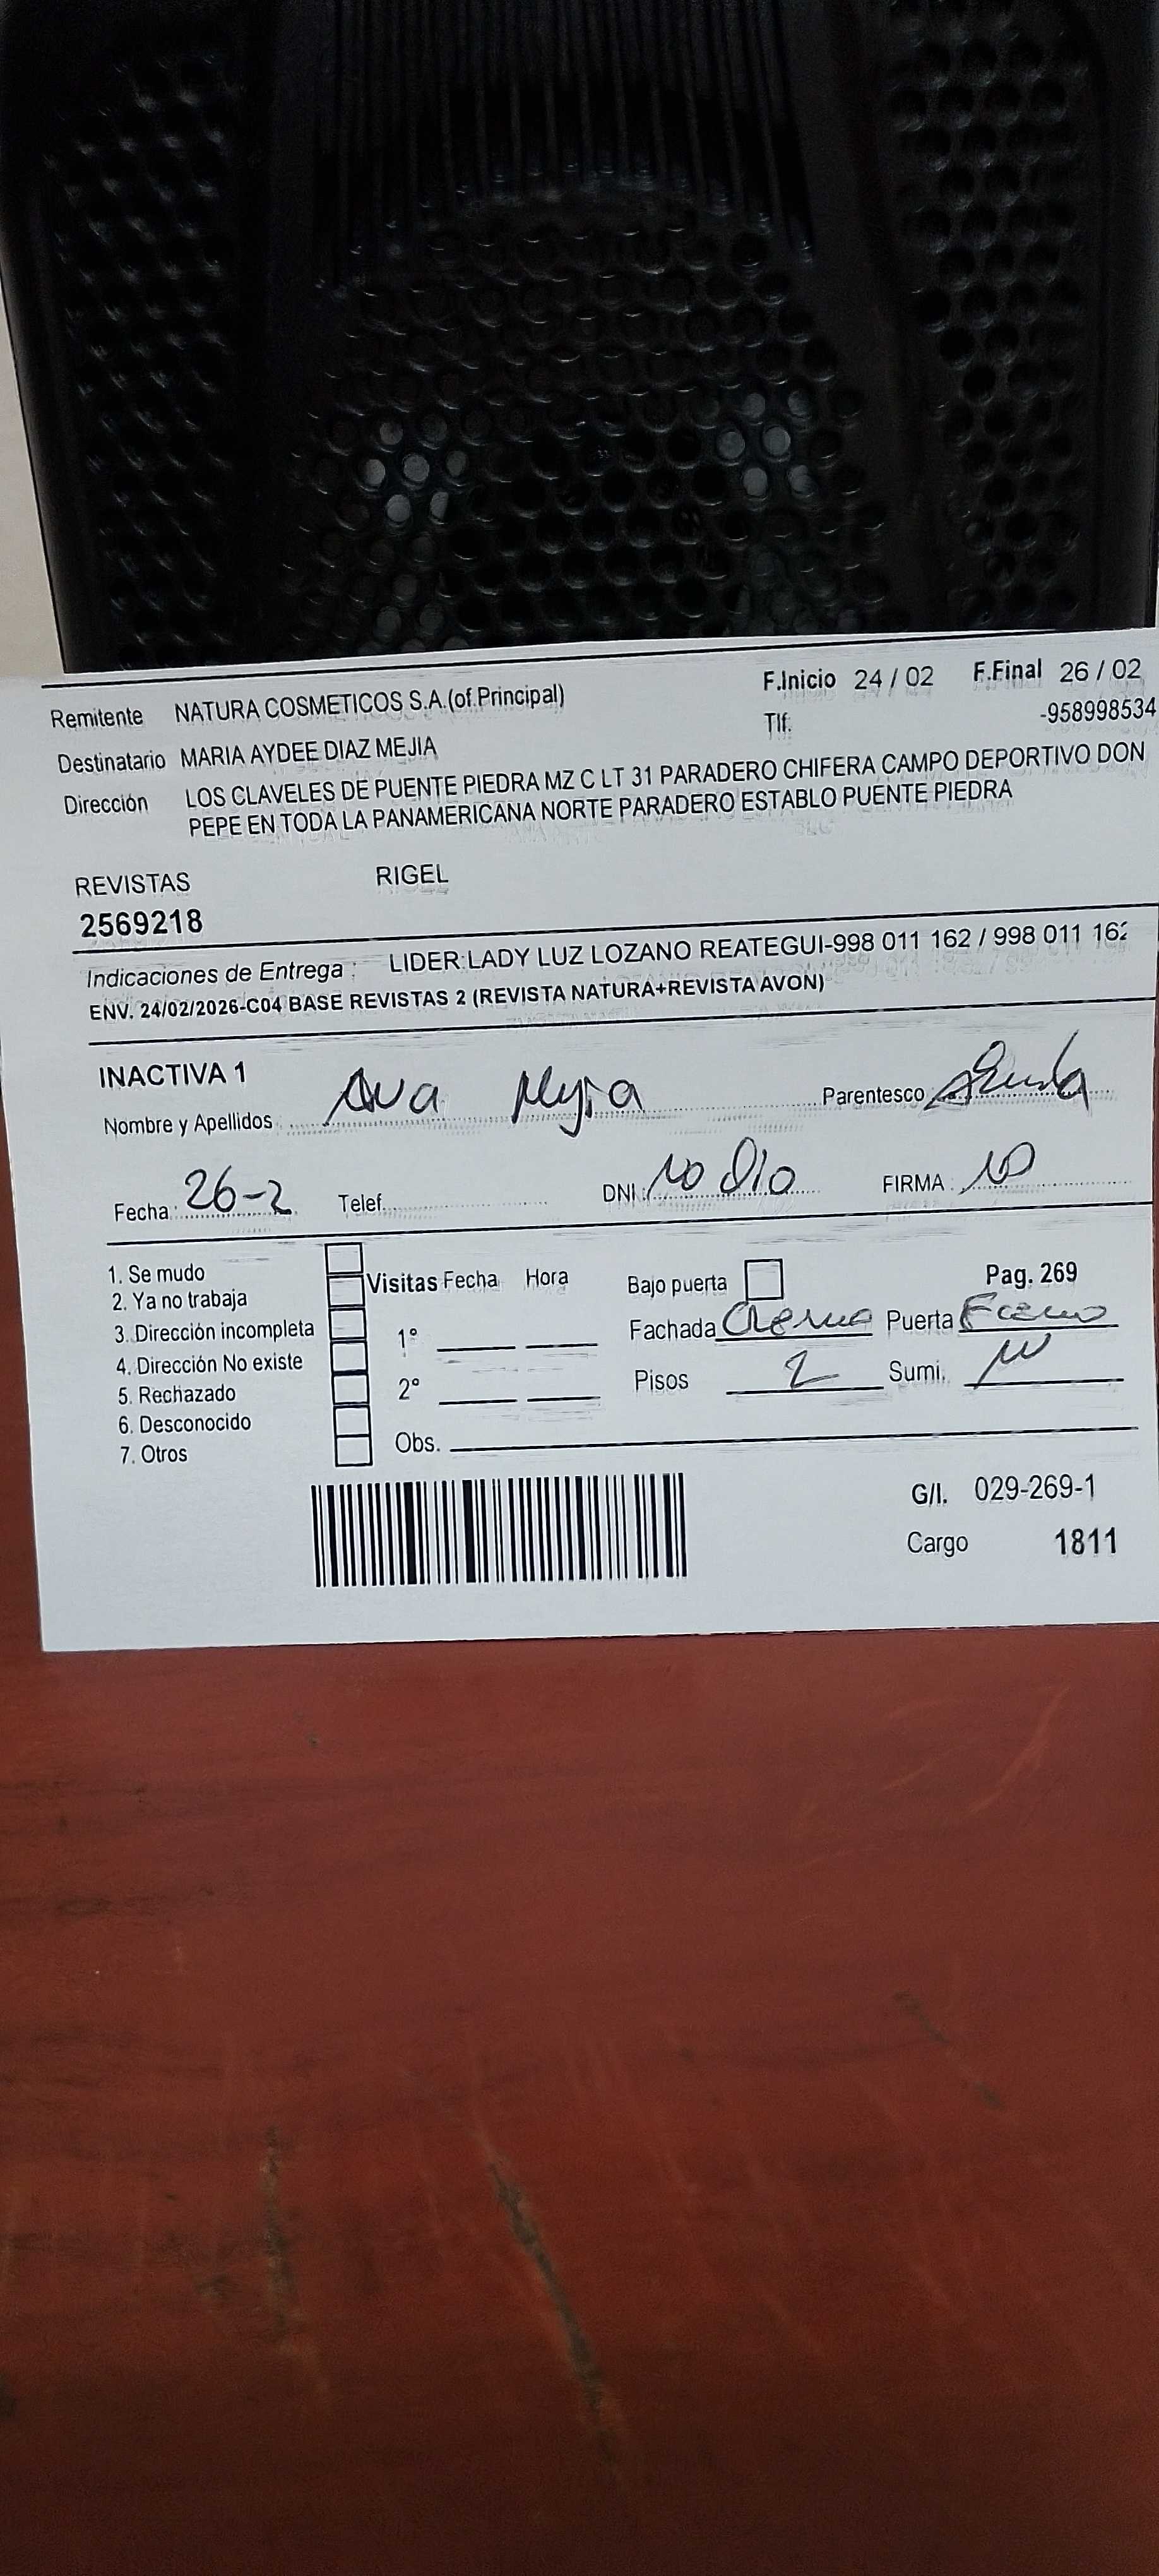 Remitente NATURA COSMETICOS S.A.(of.Principal) F.Inicio 24 / 02 F.Final 26 / 02
Tlf. -958998534
Destinatario MARIA AYDEE DIAZ MEJIA
Dirección LOS CLAVELES DE PUENTE PIEDRA MZ C LT 31 PARADERO CHIFERA CAMPO DEPORTIVO DON
PEPE EN TODA LA PANAMERICANA NORTE PARADERO ESTABLO PUENTE PIEDRA
REVISTAS RIGEL
2569218
Indicaciones de Entrega : LIDER:LADY LUZ LOZANO REATEGUI-998 011 162 / 998 011 162
ENV. 24/02/2026-C04 BASE REVISTAS 2 (REVISTA NATURA+REVISTA AVON)
INACTIVA 1
Nombre y Apellidos Ana Parentesco
Fecha: 26-2 Telef. DNI: No Dio FIRMA: NO
1. Se mudo
2. Ya no trabaja
3. Dirección incompleta
4. Dirección No existe
5. Rechazado
6. Desconocido
7. Otros
Visitas Fecha Hora
1°
2°
Obs.
Bajo puerta Pag. 269
Fachada Crema Puerta
Pisos 2 Sumi.
G/I. 029-269-1
Cargo 1811